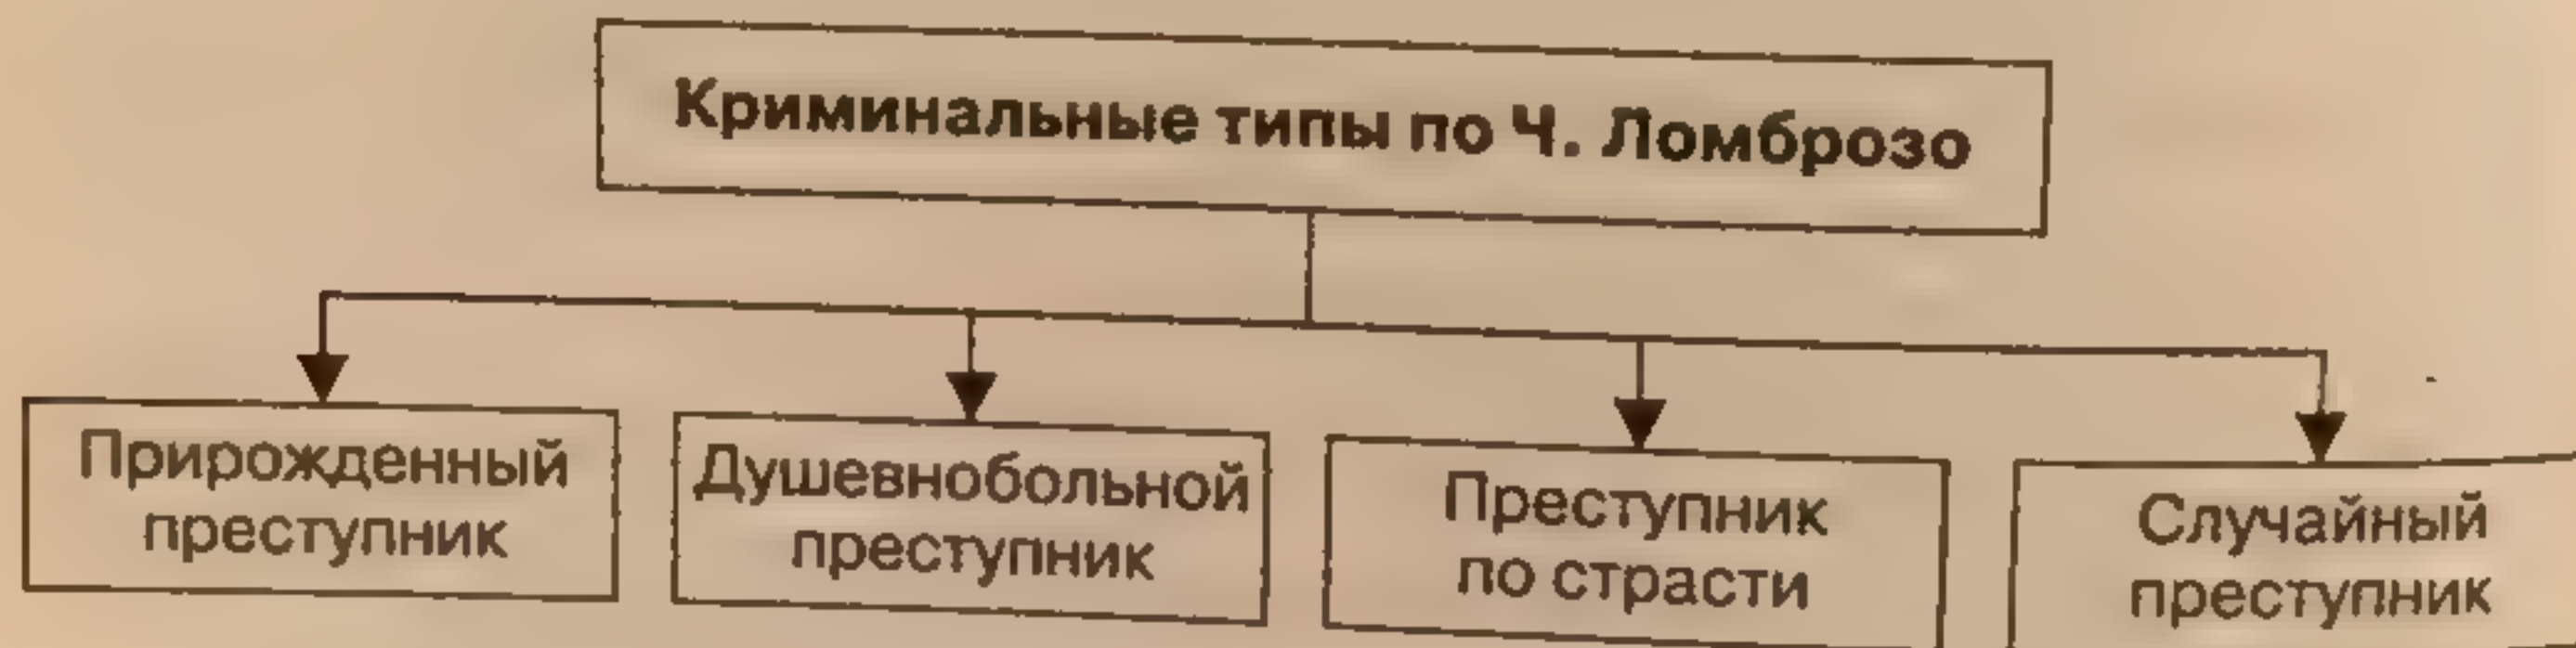 Криминальные типы по Ч. Ломброзо
Прирожденный
преступник
Душевнобольной
преступник
Преступник
по страсти
Случайный
преступник